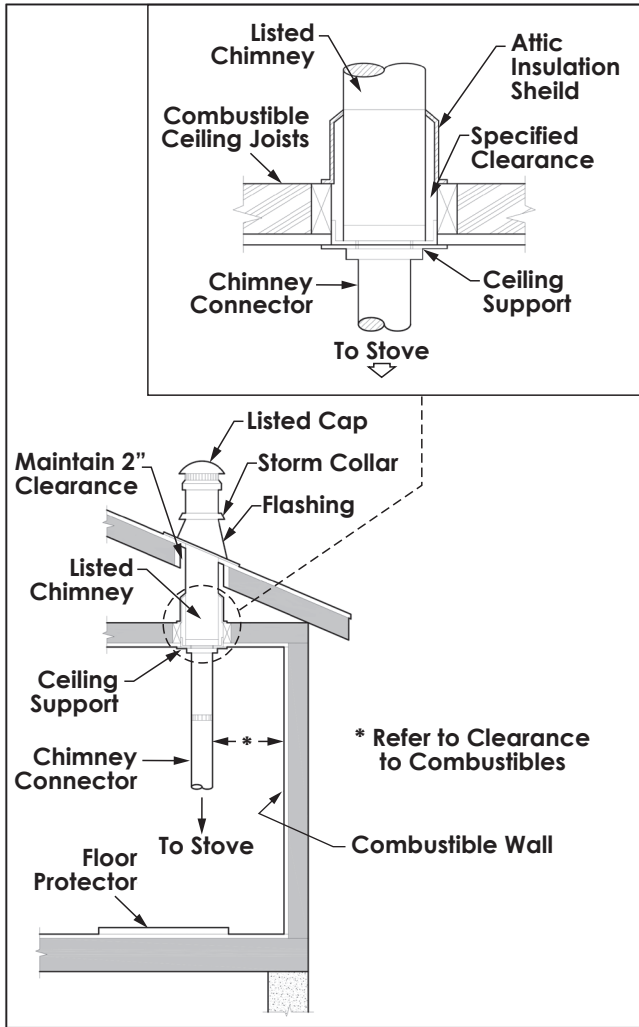 Listed
Chimney
Attic
Insulation
Sheild
Combustible
Ceiling Joists
Specified
Clearance
Chimney
Connector
Ceiling
Support
To Stove
Listed Cap
Maintain 2"
Clearance
Storm Collar
Flashing
Listed
Chimney
Ceiling
Support
*
* Refer to Clearance
to Combustibles
Chimney
Connector
To Stove
Combustible Wall
Floor
Protector